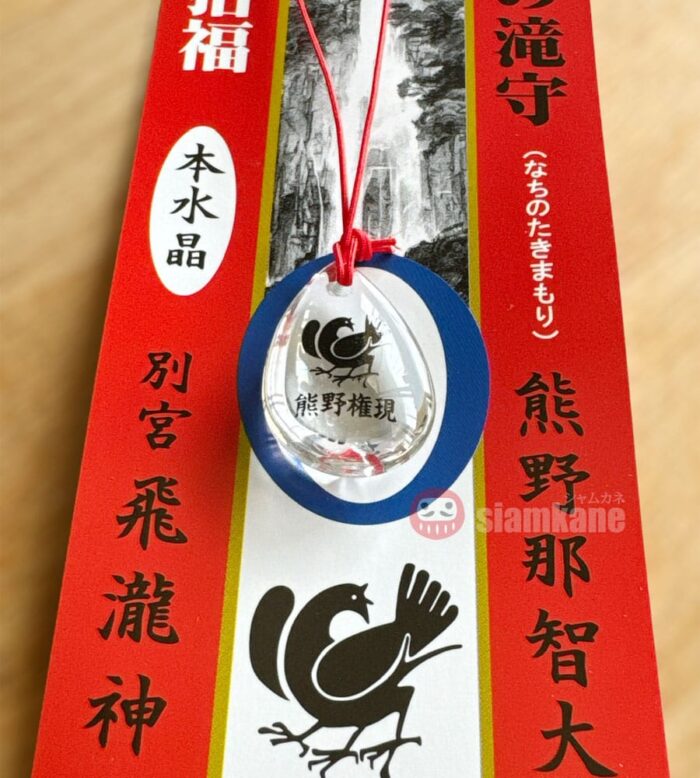 の滝守
(なちのたきまもり)
熊野那智大
招福
本水晶
別宮
飛瀧神
熊野権現
シャムカネ
siamkane